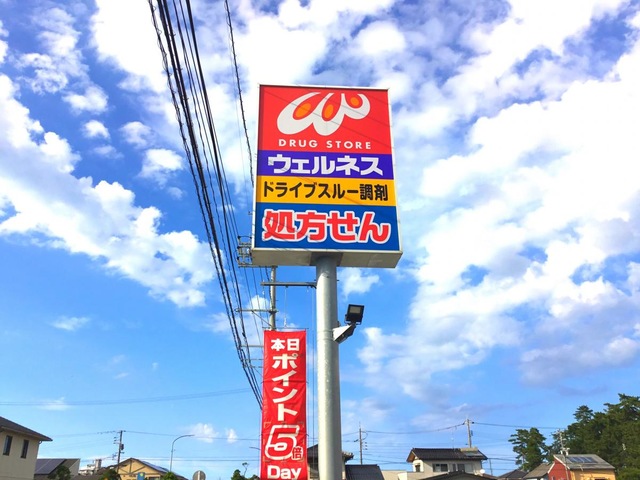 DRUG STORE
ウェルネス
ドライブスルー調剤
処方せん
本日
ポイント
5倍
Day